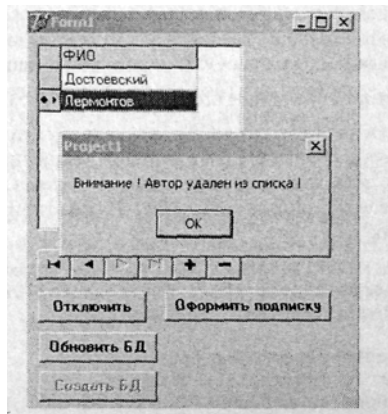 Form1
ФИО
Достоевский
Лермонтов
Project1
Внимание ! Автор удален из списка !
OK
Отключить
Оформить подписку
Обновить БД
Создать БД